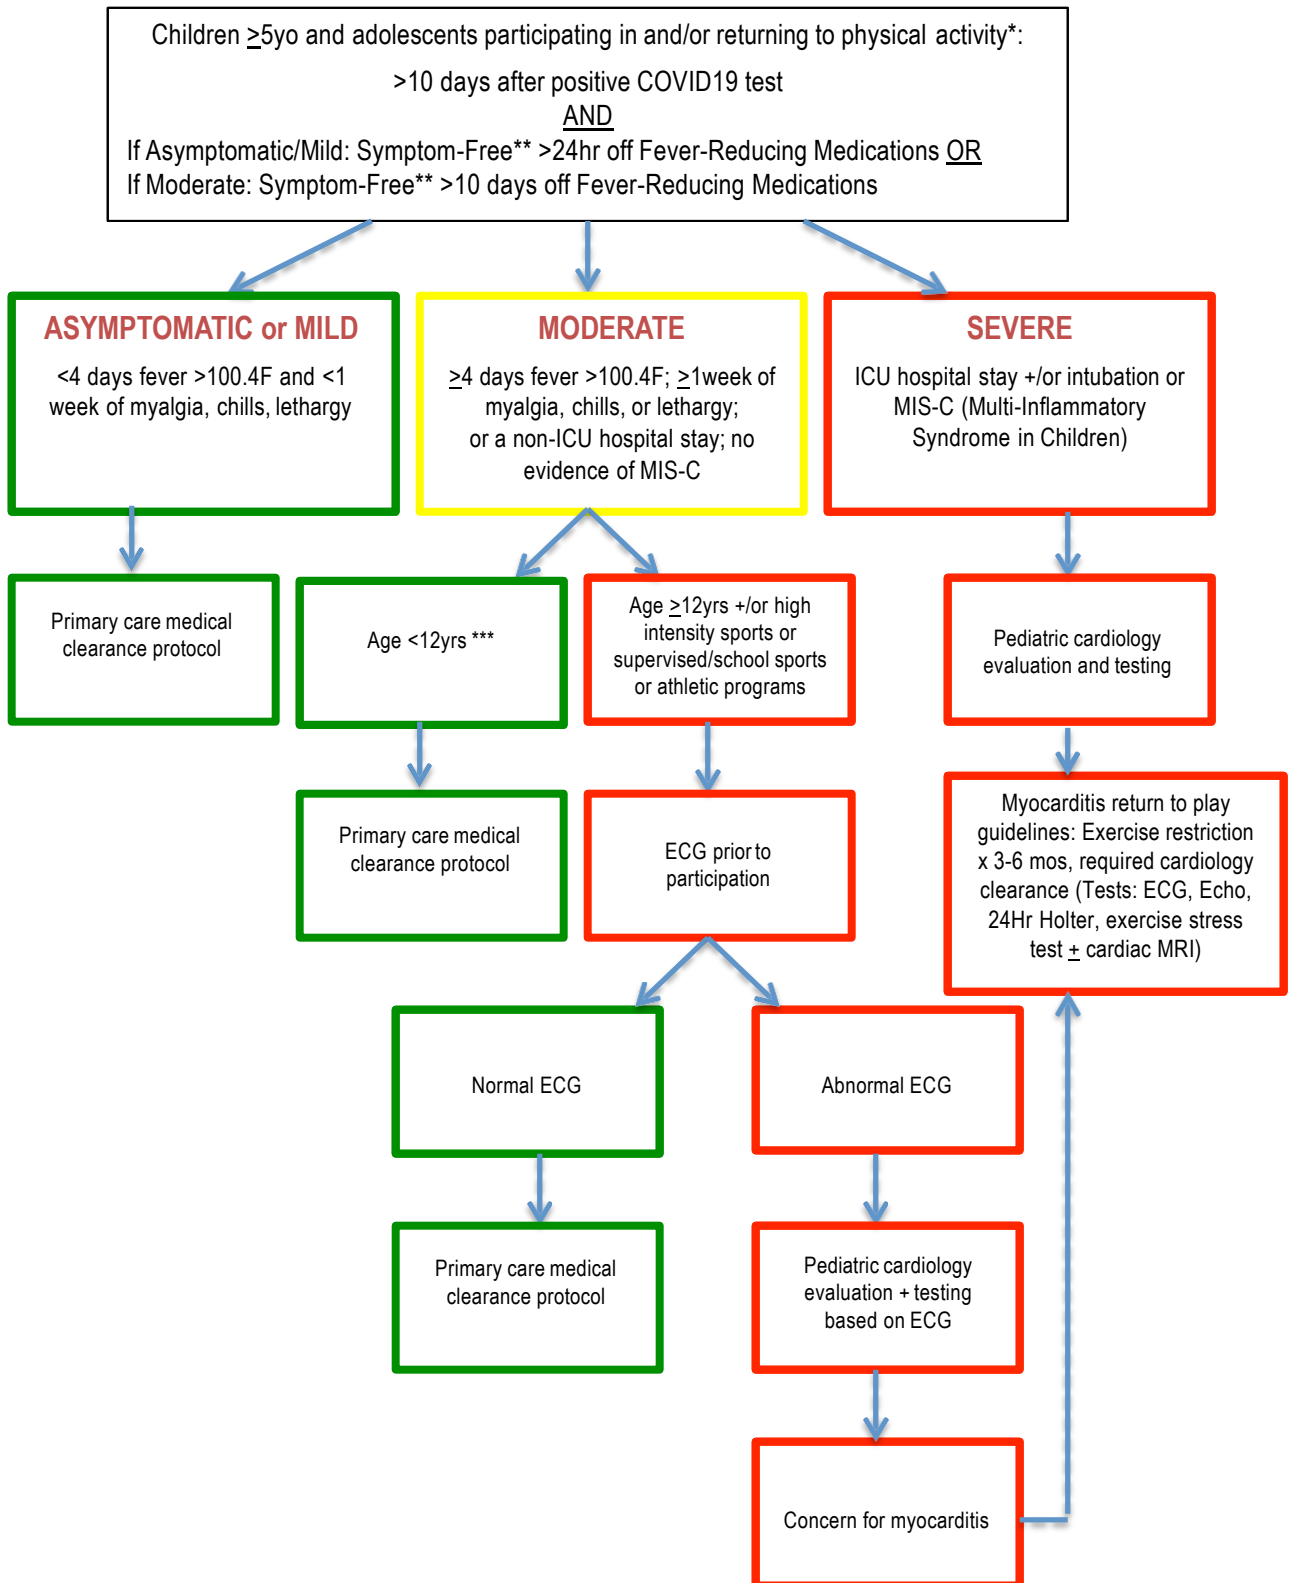 Children ≥5yo and adolescents participating in and/or returning to physical activity*:
>10 days after positive COVID19 test
AND
If Asymptomatic/Mild: Symptom-Free** >24hr off Fever-Reducing Medications OR
If Moderate: Symptom-Free** >10 days off Fever-Reducing Medications
ASYMPTOMATIC or MILD
<4 days fever >100.4F and <1
week of myalgia, chills, lethargy
MODERATE
≥4 days fever >100.4F; ≥1week of
myalgia, chills, or lethargy;
or a non-ICU hospital stay; no
evidence of MIS-C
SEVERE
ICU hospital stay +/or intubation or
MIS-C (Multi-Inflammatory
Syndrome in Children)
Primary care medical
clearance protocol
Age <12yrs ***
Age ≥12yrs +/or high
intensity sports or
supervised/school sports
or athletic programs
Pediatric cardiology
evaluation and testing
Primary care medical
clearance protocol
ECG prior to
participation
Myocarditis return to play
guidelines: Exercise restriction
x 3-6 mos, required cardiology
clearance (Tests: ECG, Echo,
24Hr Holter, exercise stress
test ± cardiac MRI)
Normal ECG
Abnormal ECG
Primary care medical
clearance protocol
Pediatric cardiology
evaluation + testing
based on ECG
Concern for myocarditis